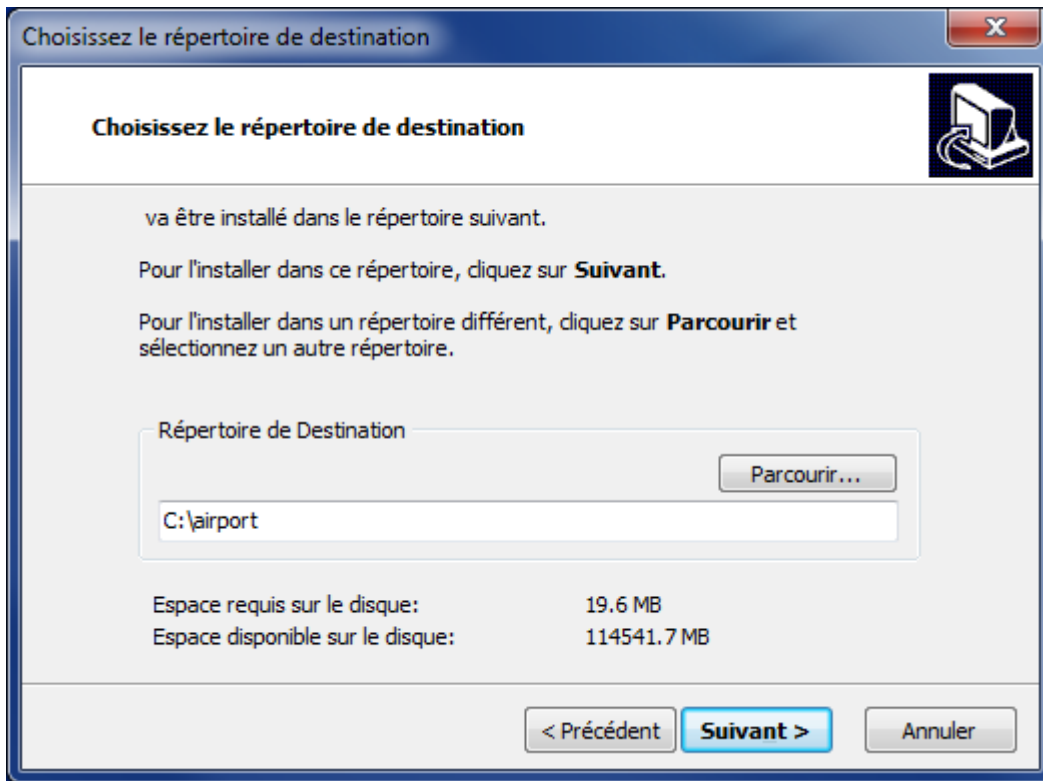 Choisissez le répertoire de destination
Choisissez le répertoire de destination
va être installé dans le répertoire suivant.
Pour l'installer dans ce répertoire, cliquez sur Suivant.
Pour l'installer dans un répertoire différent, cliquez sur Parcourir et
sélectionnez un autre répertoire.
Répertoire de Destination
Parcourir...
C:\airport
Espace requis sur le disque: 19.6 MB
Espace disponible sur le disque: 114541.7 MB
< Précédent Suivant > Annuler